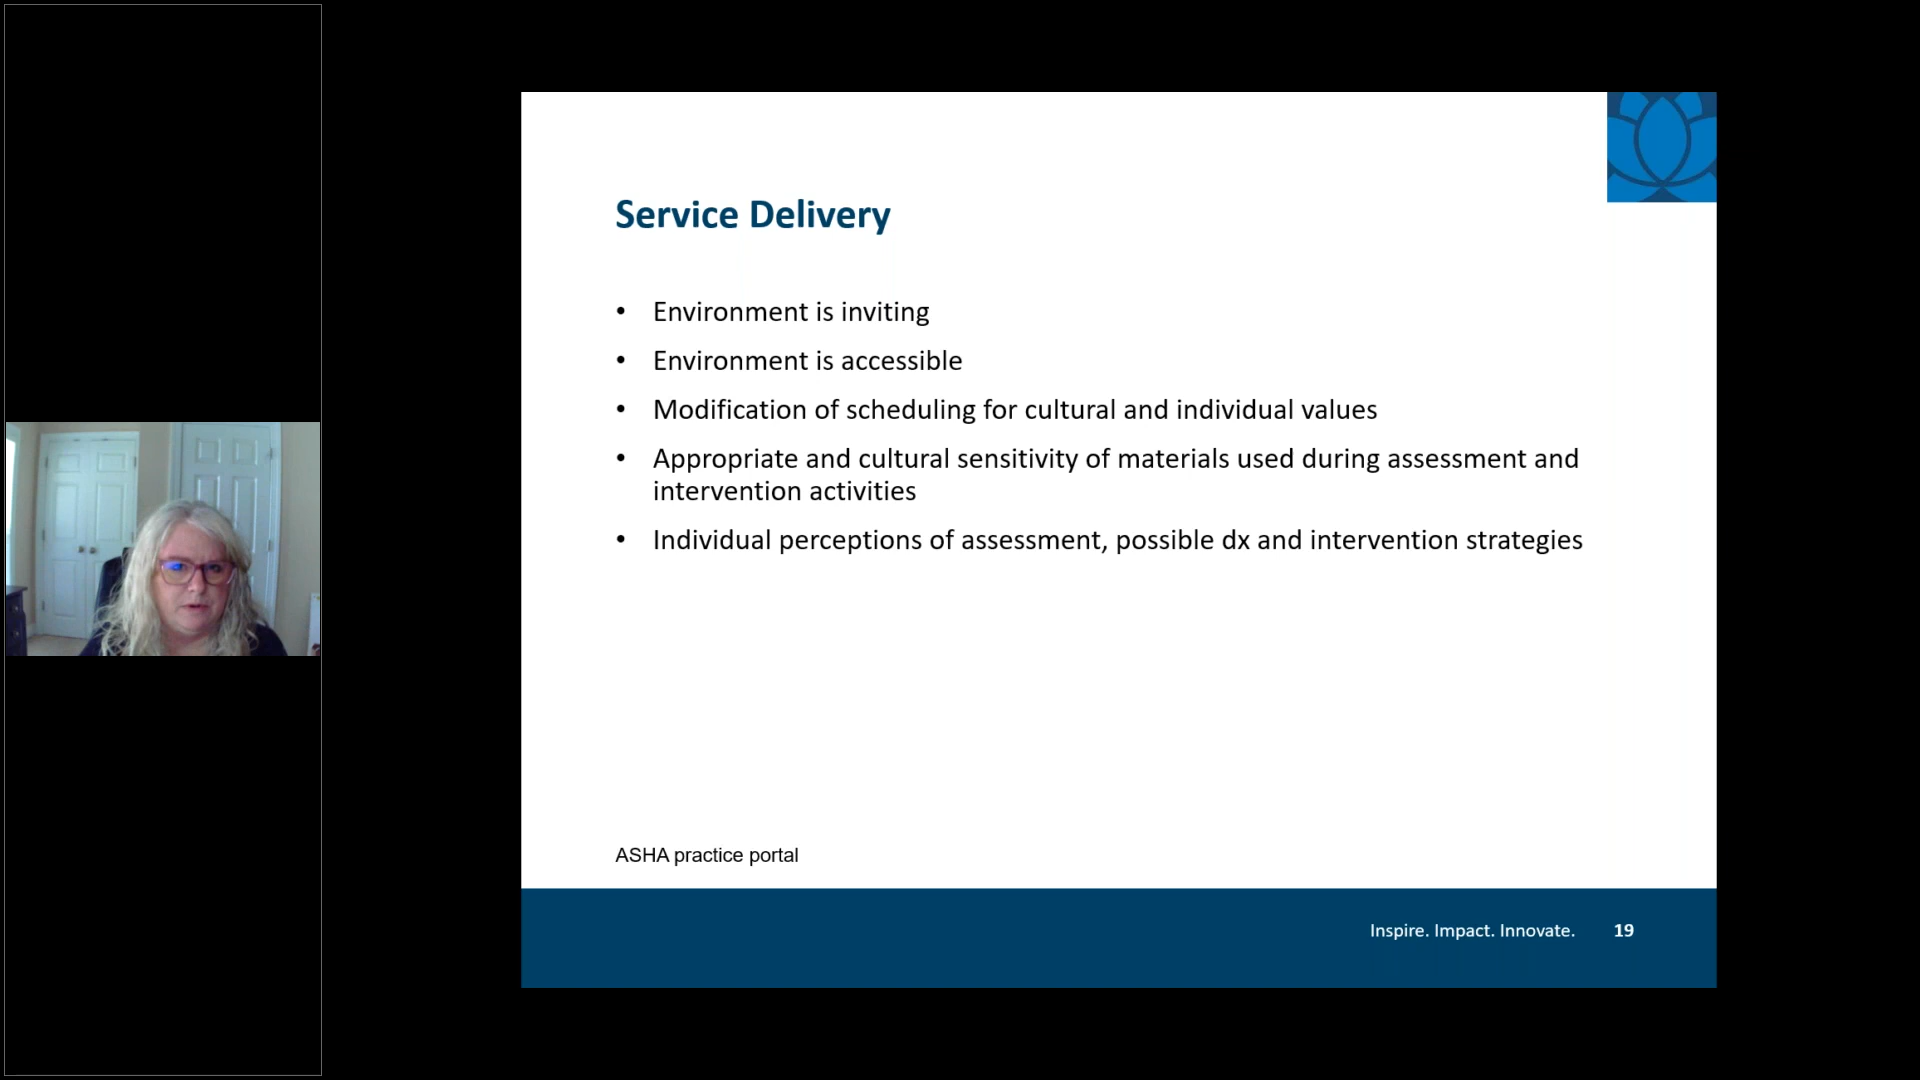 Service Delivery
• Environment is inviting
• Environment is accessible
• Modification of scheduling for cultural and individual values
• Appropriate and cultural sensitivity of materials used during assessment and
intervention activities
• Individual perceptions of assessment, possible dx and intervention strategies
ASHA practice portal
Inspire. Impact. Innovate. 19